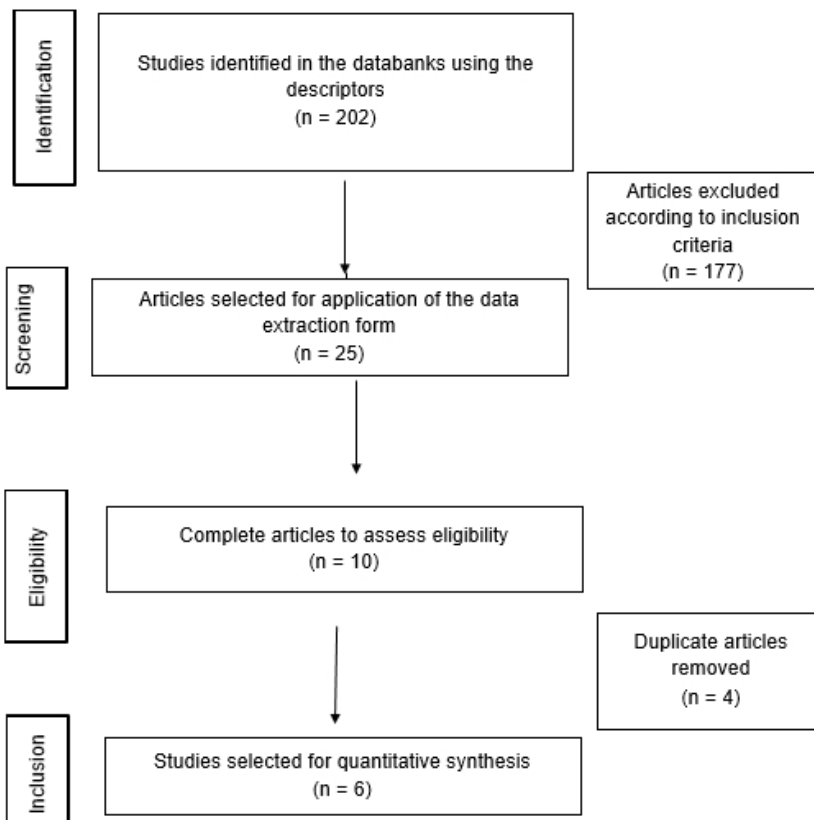 Identification
Studies identified in the databanks using the
descriptors
(n = 202)
Articles excluded
according to inclusion
criteria
(n = 177)
Screening
Articles selected for application of the data
extraction form
(n = 25)
Eligibility
Complete articles to assess eligibility
(n = 10)
Duplicate articles
removed
(n = 4)
Inclusion
Studies selected for quantitative synthesis
(n = 6)